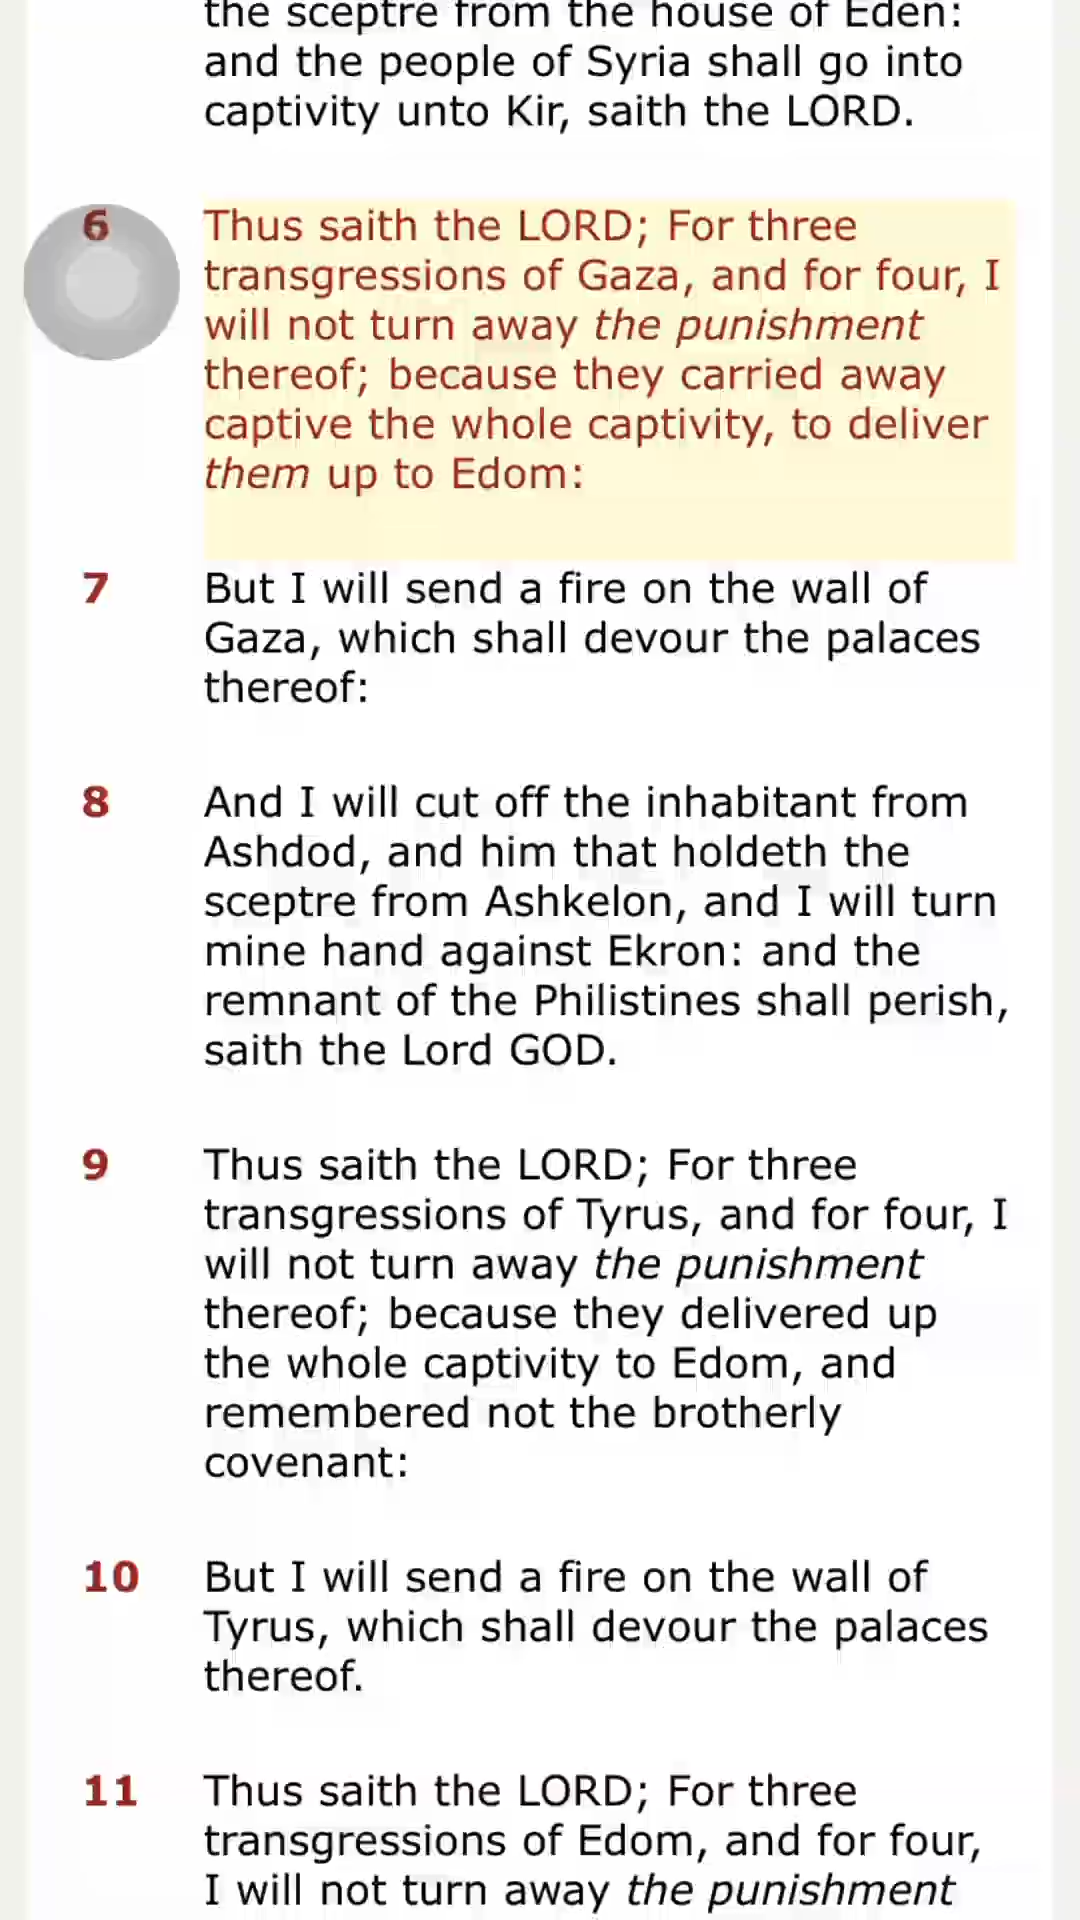 the sceptre from the house of Eden:
and the people of Syria shall go into
captivity unto Kir, saith the LORD.
6 Thus saith the LORD; For three
transgressions of Gaza, and for four, I
will not turn away the punishment
thereof; because they carried away
captive the whole captivity, to deliver
them up to Edom:
7 But I will send a fire on the wall of
Gaza, which shall devour the palaces
thereof:
8 And I will cut off the inhabitant from
Ashdod, and him that holdeth the
sceptre from Ashkelon, and I will turn
mine hand against Ekron: and the
remnant of the Philistines shall perish,
saith the Lord GOD.
9 Thus saith the LORD; For three
transgressions of Tyrus, and for four, I
will not turn away the punishment
thereof; because they delivered up
the whole captivity to Edom, and
remembered not the brotherly
covenant:
10 But I will send a fire on the wall of
Tyrus, which shall devour the palaces
thereof.
11 Thus saith the LORD; For three
transgressions of Edom, and for four,
I will not turn away the punishment